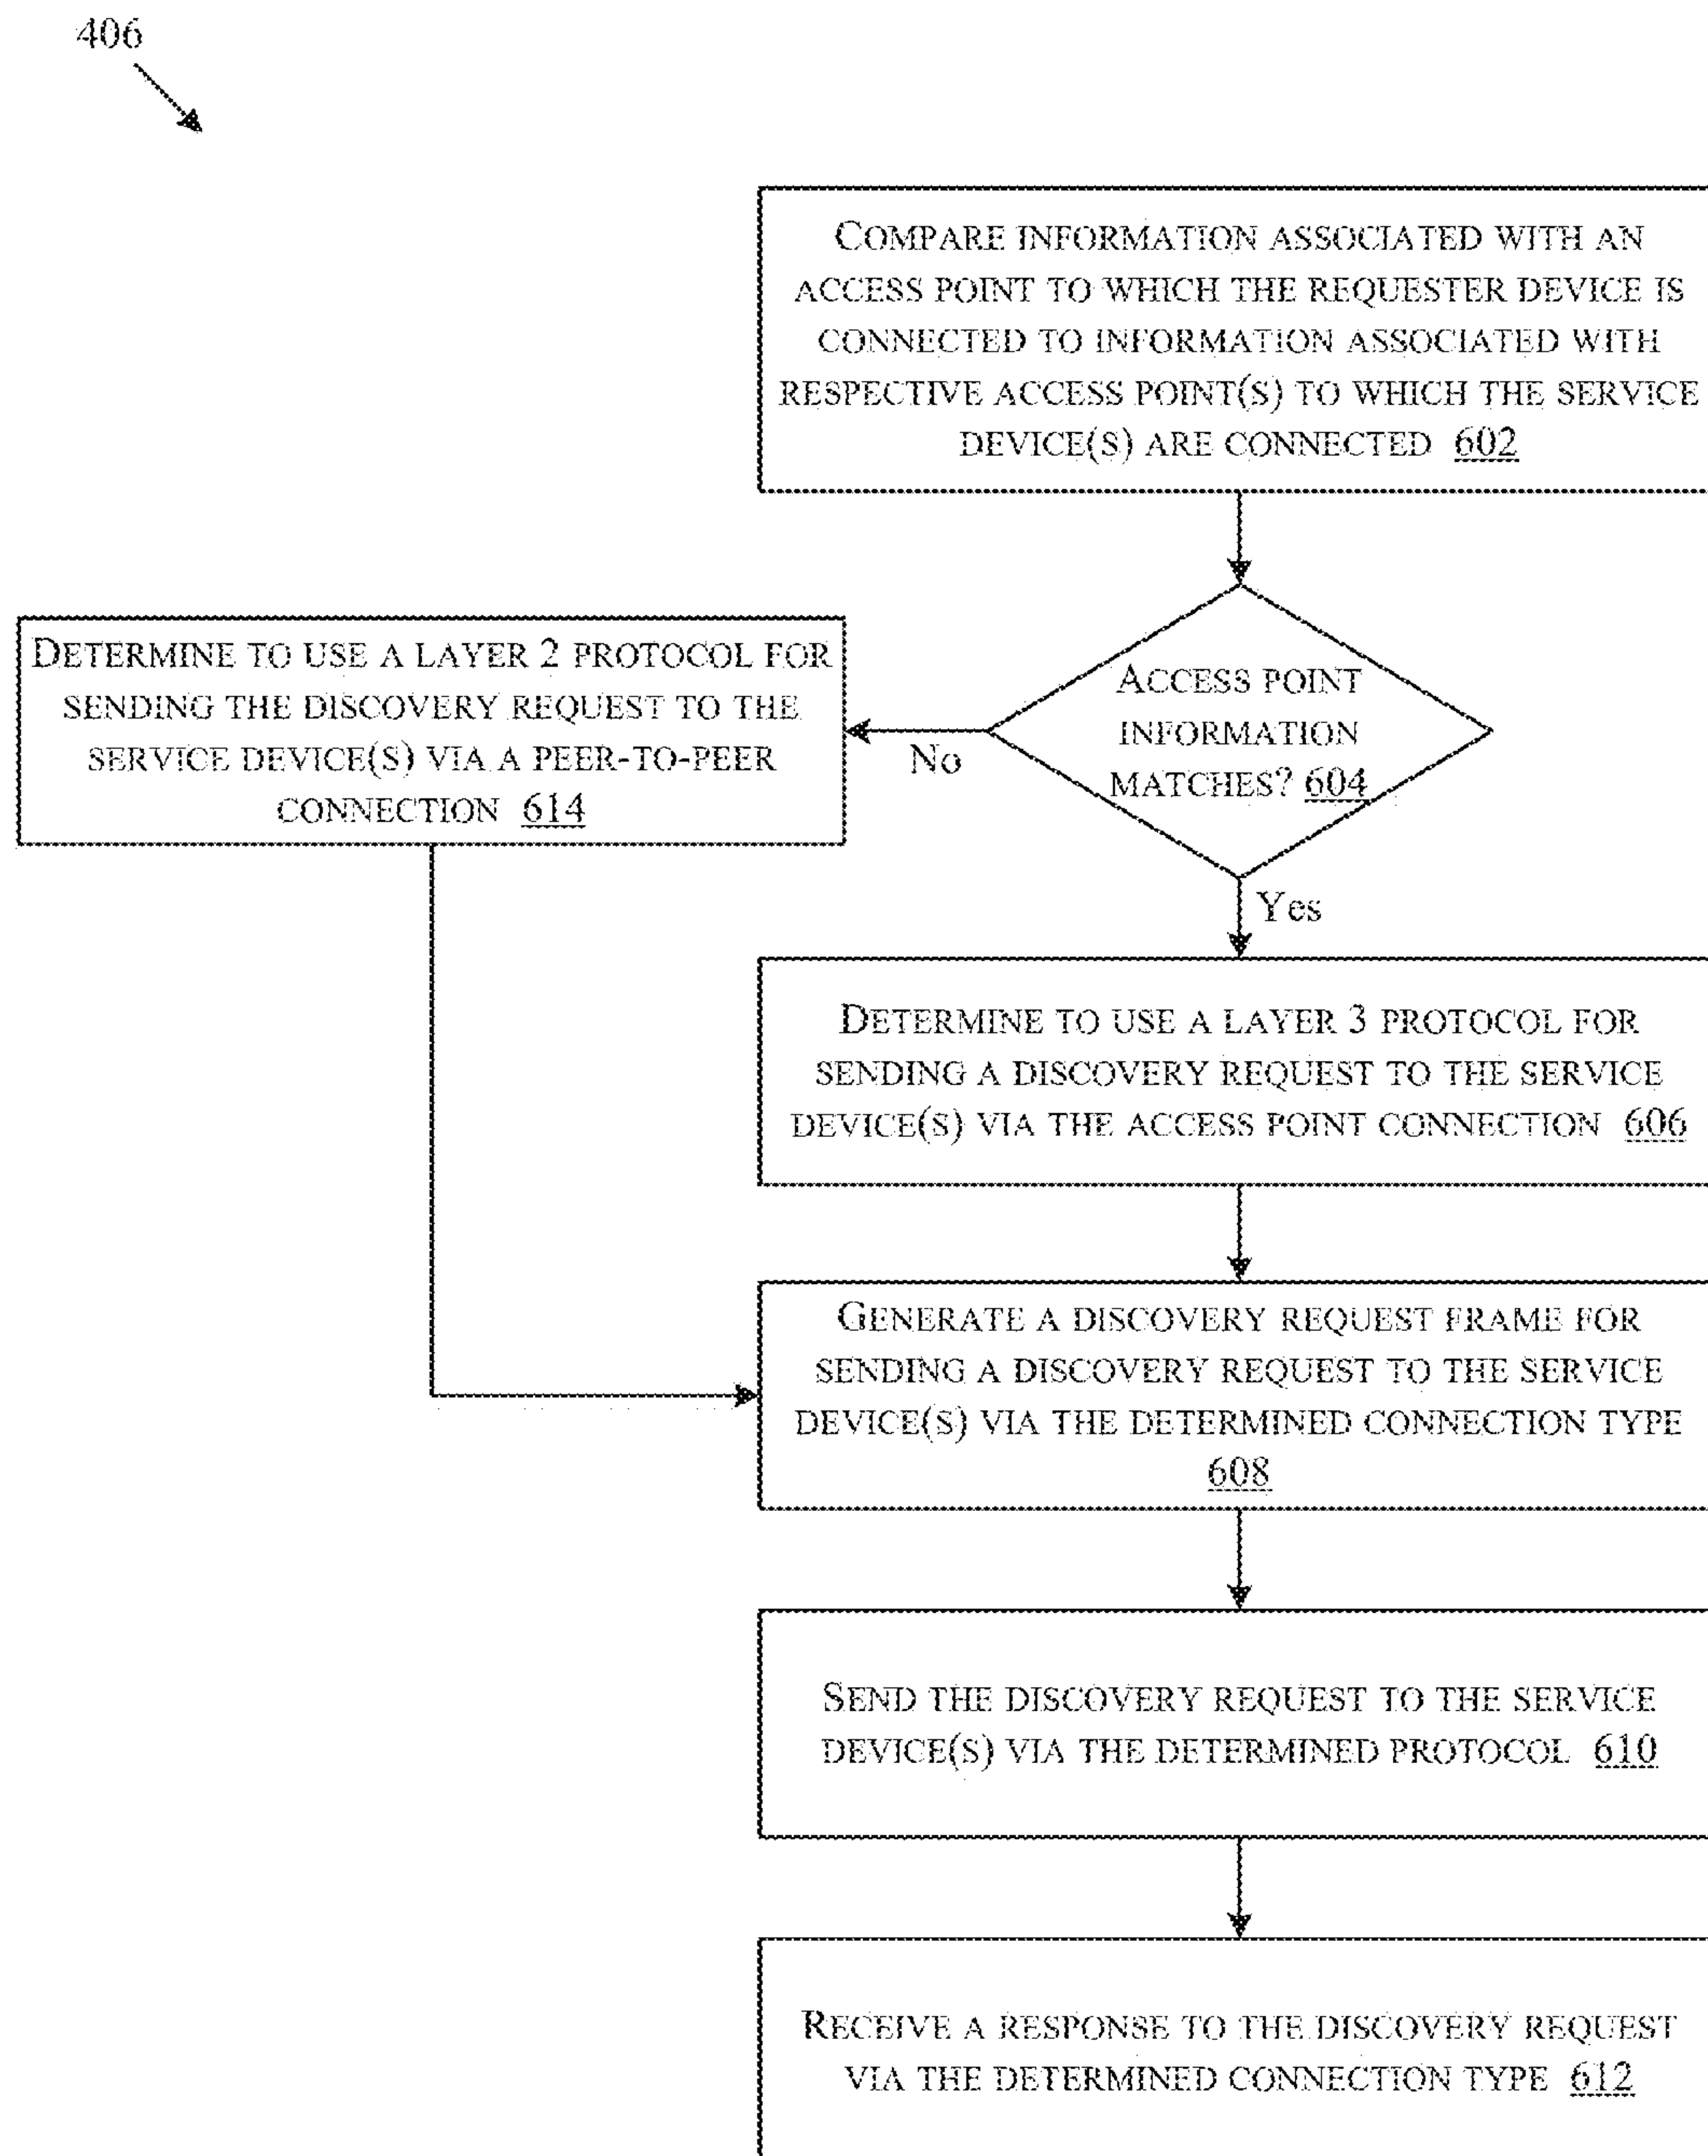 406
COMPARE INFORMATION ASSOCIATED WITH AN
ACCESS POINT TO WHICH THE REQUESTER DEVICE IS
CONNECTED TO INFORMATION ASSOCIATED WITH
RESPECTIVE ACCESS POINT(S) TO WHICH THE SERVICE
DEVICE(S) ARE CONNECTED 602
ACCESS POINT
INFORMATION
MATCHES? 604
No
DETERMINE TO USE A LAYER 2 PROTOCOL FOR
SENDING THE DISCOVERY REQUEST TO THE
SERVICE DEVICE(S) VIA A PEER-TO-PEER
CONNECTION 614
Yes
DETERMINE TO USE A LAYER 3 PROTOCOL FOR
SENDING A DISCOVERY REQUEST TO THE SERVICE
DEVICE(S) VIA THE ACCESS POINT CONNECTION 606
GENERATE A DISCOVERY REQUEST FRAME FOR
SENDING A DISCOVERY REQUEST TO THE SERVICE
DEVICE(S) VIA THE DETERMINED CONNECTION TYPE
608
SEND THE DISCOVERY REQUEST TO THE SERVICE
DEVICE(S) VIA THE DETERMINED PROTOCOL 610
RECEIVE A RESPONSE TO THE DISCOVERY REQUEST
VIA THE DETERMINED CONNECTION TYPE 612